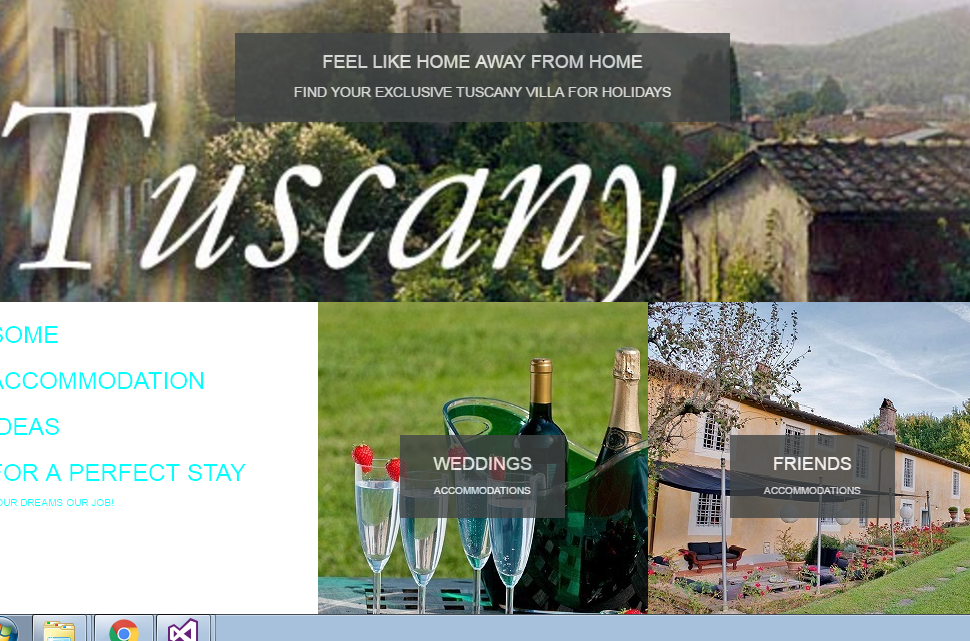 FEEL LIKE HOME AWAY FROM HOME
FIND YOUR EXCLUSIVE TUSCANY VILLA FOR HOLIDAYS
Tuscany
SOME
ACCOMMODATION
IDEAS
FOR A PERFECT STAY
OUR DREAMS OUR JOB!
WEDDINGS
ACCOMMODATIONS
FRIENDS
ACCOMMODATIONS